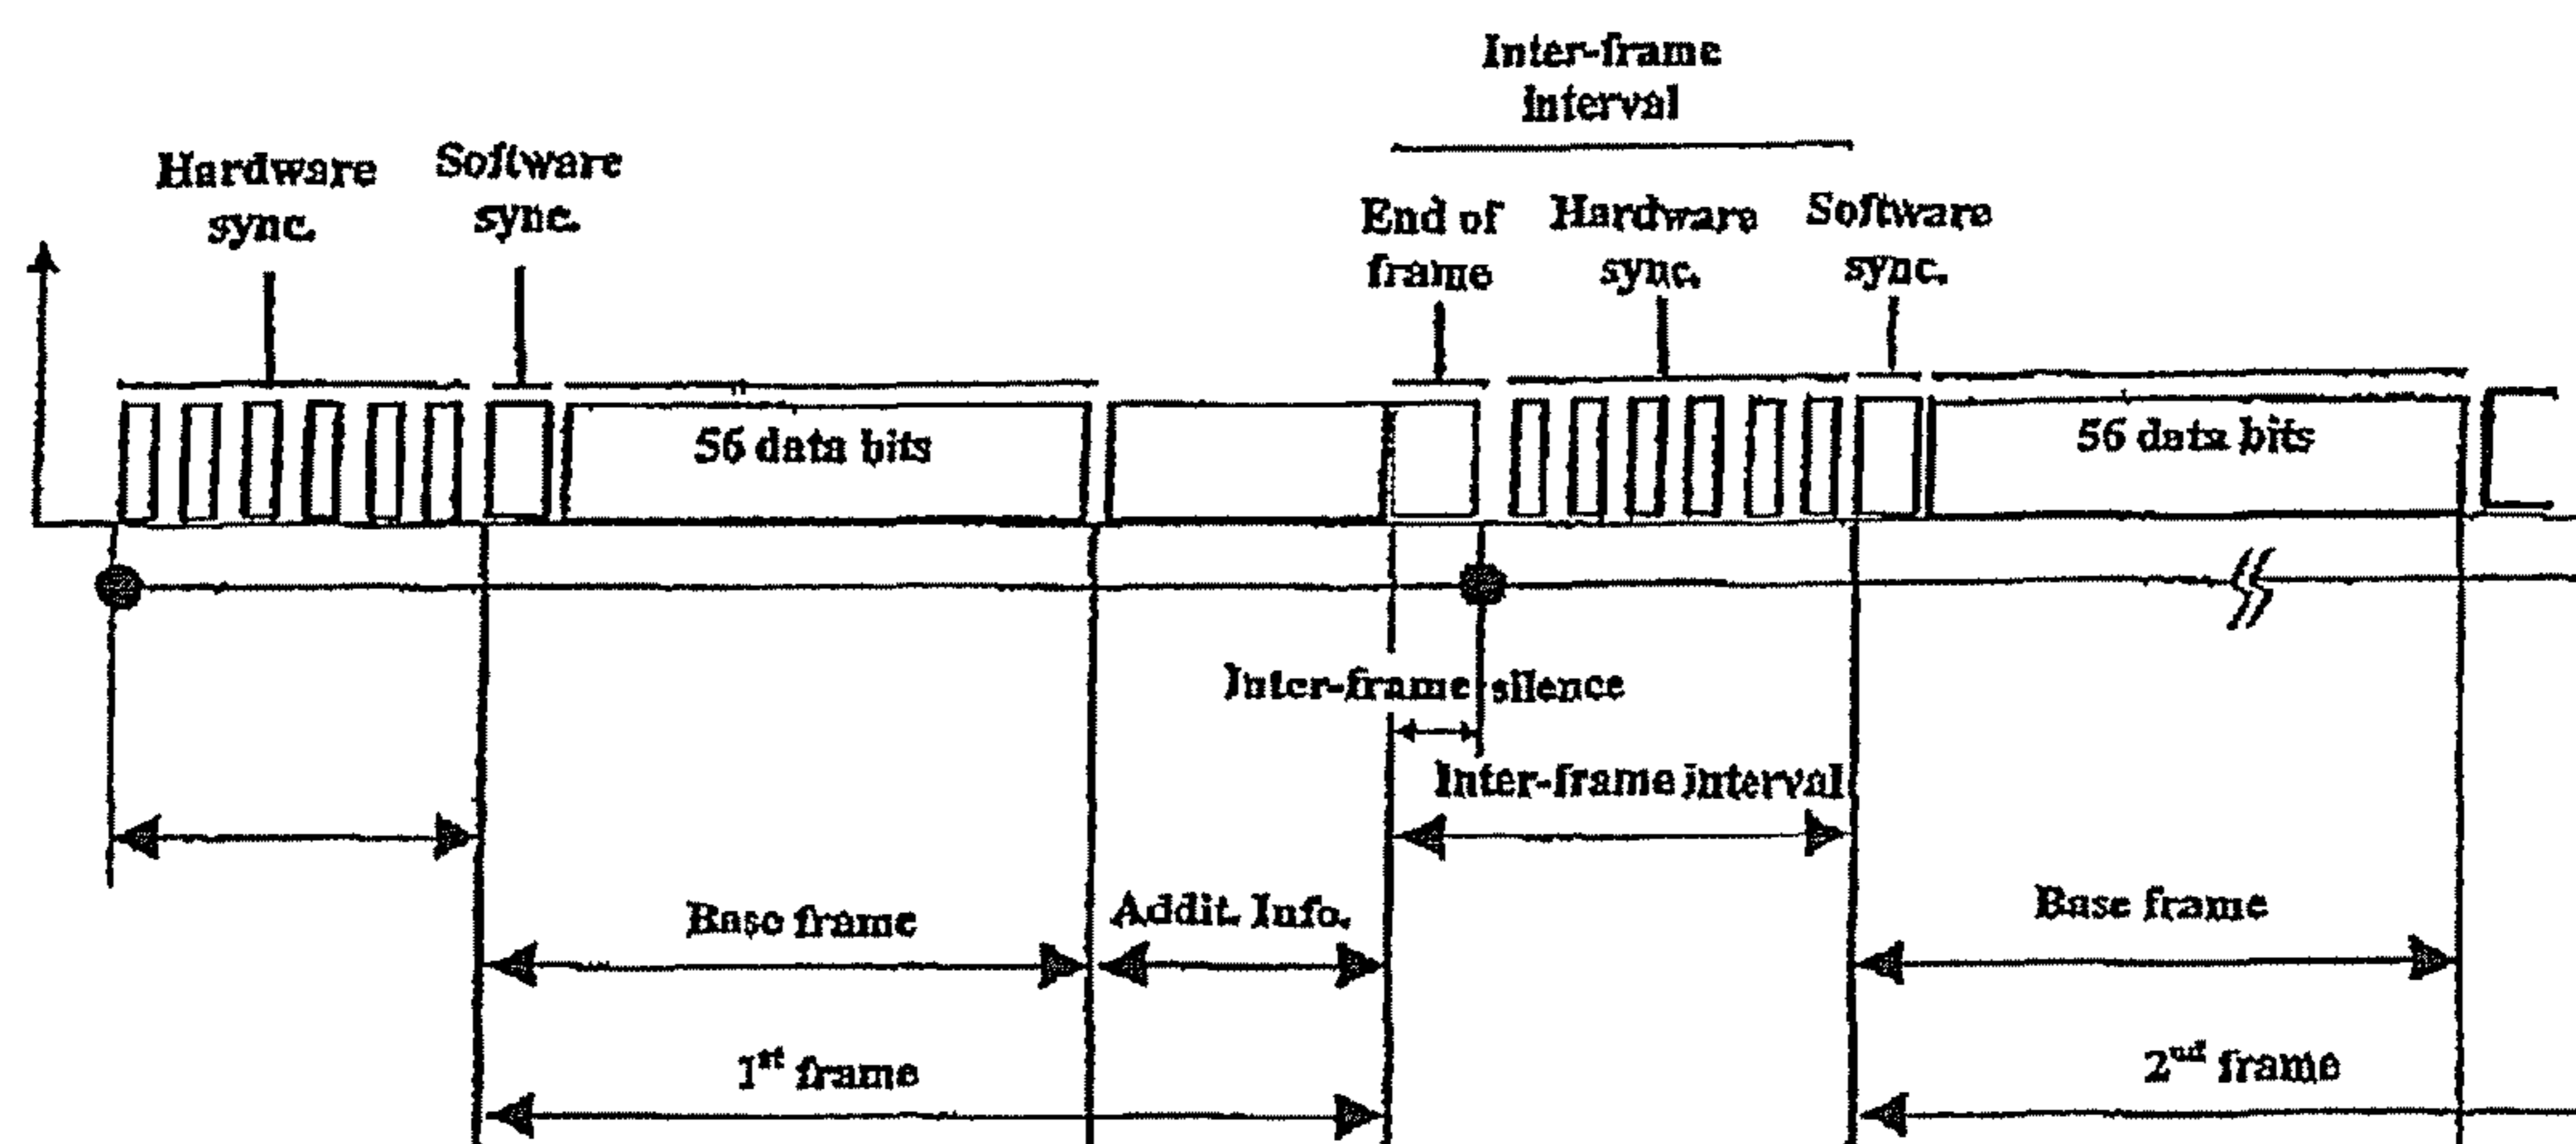 Inter-frame
interval
Hardware
sync.
Software
sync.
End of
frame
Hardware
sync.
Software
sync.
56 data bits
56 data bits
Inter-frame silence
Inter-frame interval
Base frame
Addit. Info.
Base frame
1st frame
2nd frame